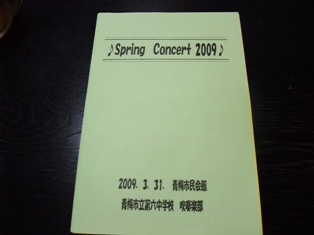 ♪Spring Concert 2009♪
2009. 3. 31. 青梅市民会館
青梅市立第六中学校 吹奏楽部